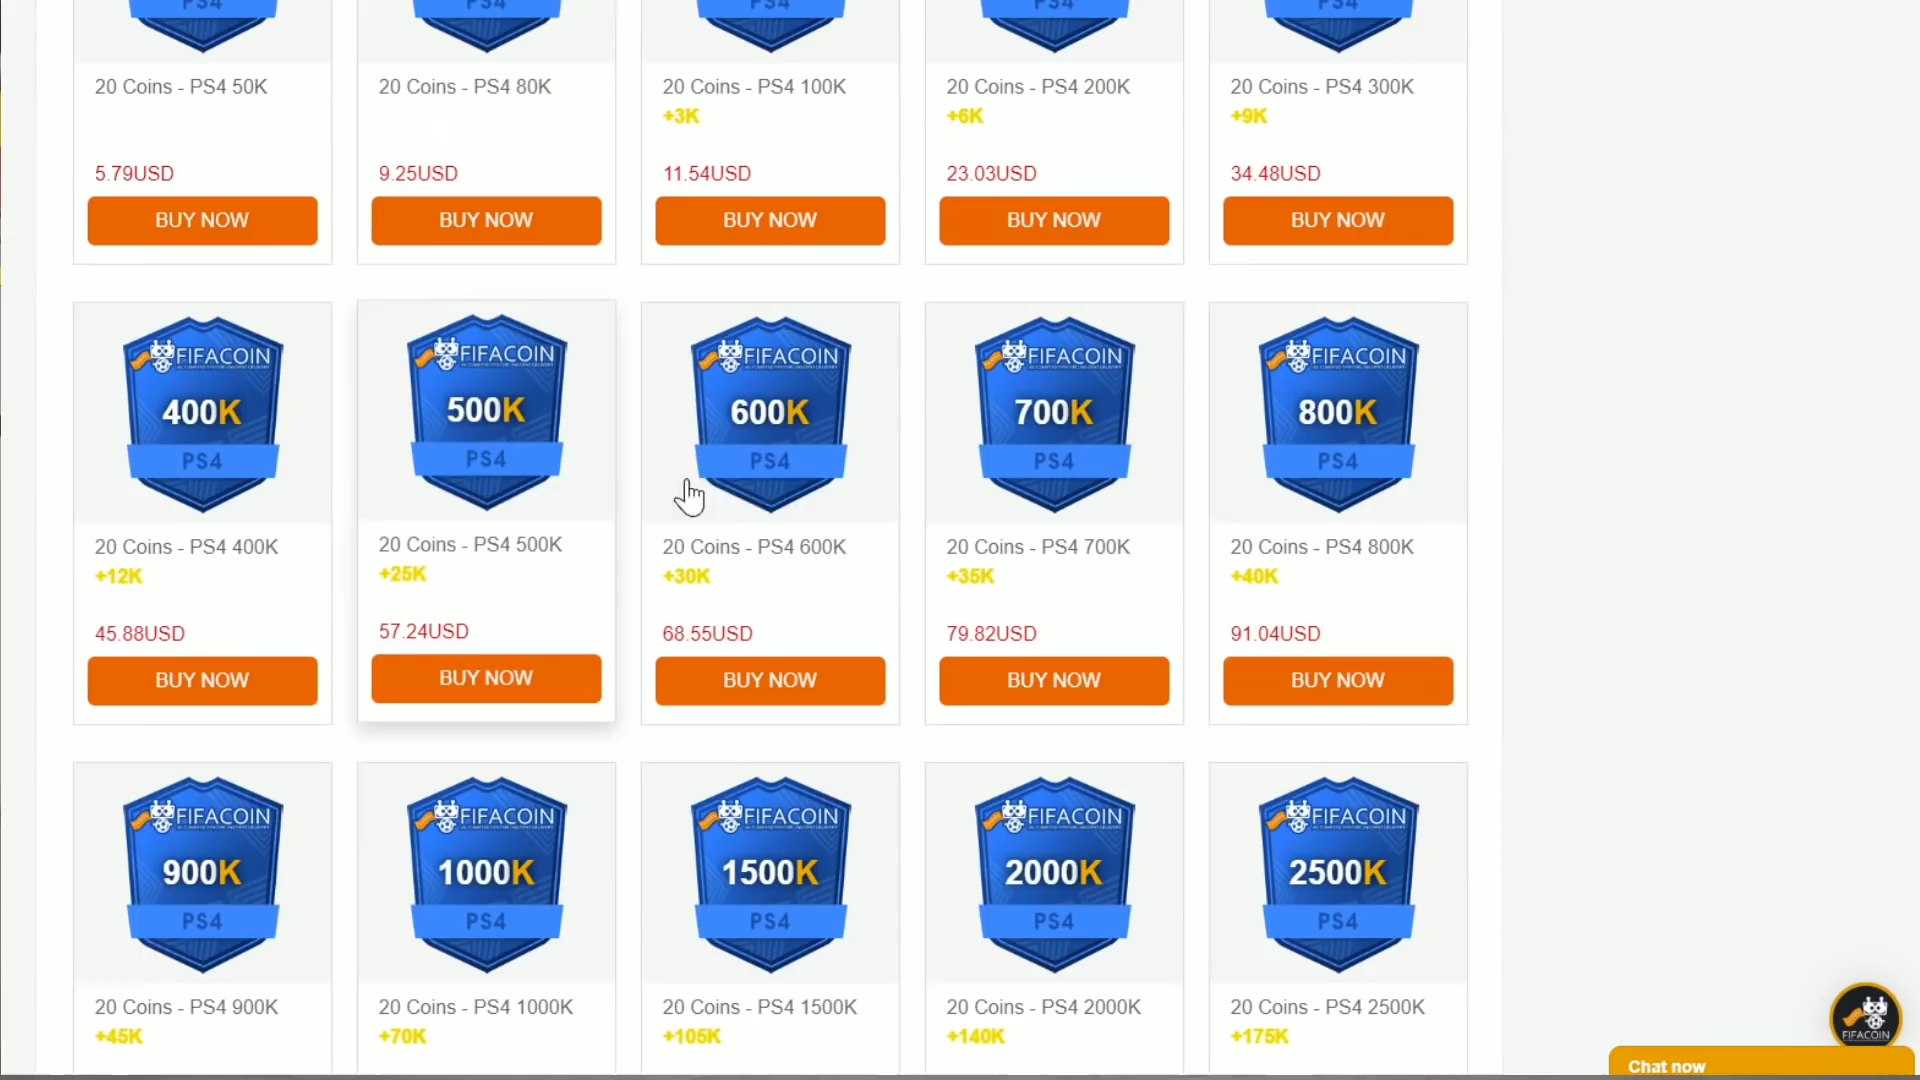 PS4 PS4 PS4 PS4 PS4
20 Coins - PS4 50K 20 Coins - PS4 80K 20 Coins - PS4 100K 20 Coins - PS4 200K 20 Coins - PS4 300K
+3K +6K +9K
5.79USD 9.25USD 11.54USD 23.03USD 34.48USD
BUY NOW BUY NOW BUY NOW BUY NOW BUY NOW
FIFACOIN FIFACOIN FIFACOIN FIFACOIN FIFACOIN
400K 500K 600K 700K 800K
PS4 PS4 PS4 PS4 PS4
20 Coins - PS4 400K 20 Coins - PS4 500K 20 Coins - PS4 600K 20 Coins - PS4 700K 20 Coins - PS4 800K
+12K +25K +30K +35K +40K
45.88USD 57.24USD 68.55USD 79.82USD 91.04USD
BUY NOW BUY NOW BUY NOW BUY NOW BUY NOW
FIFACOIN FIFACOIN FIFACOIN FIFACOIN FIFACOIN
900K 1000K 1500K 2000K 2500K
PS4 PS4 PS4 PS4 PS4
20 Coins - PS4 900K 20 Coins - PS4 1000K 20 Coins - PS4 1500K 20 Coins - PS4 2000K 20 Coins - PS4 2500K
+45K +70K +105K +140K +175K
FIFACOIN
Chat now